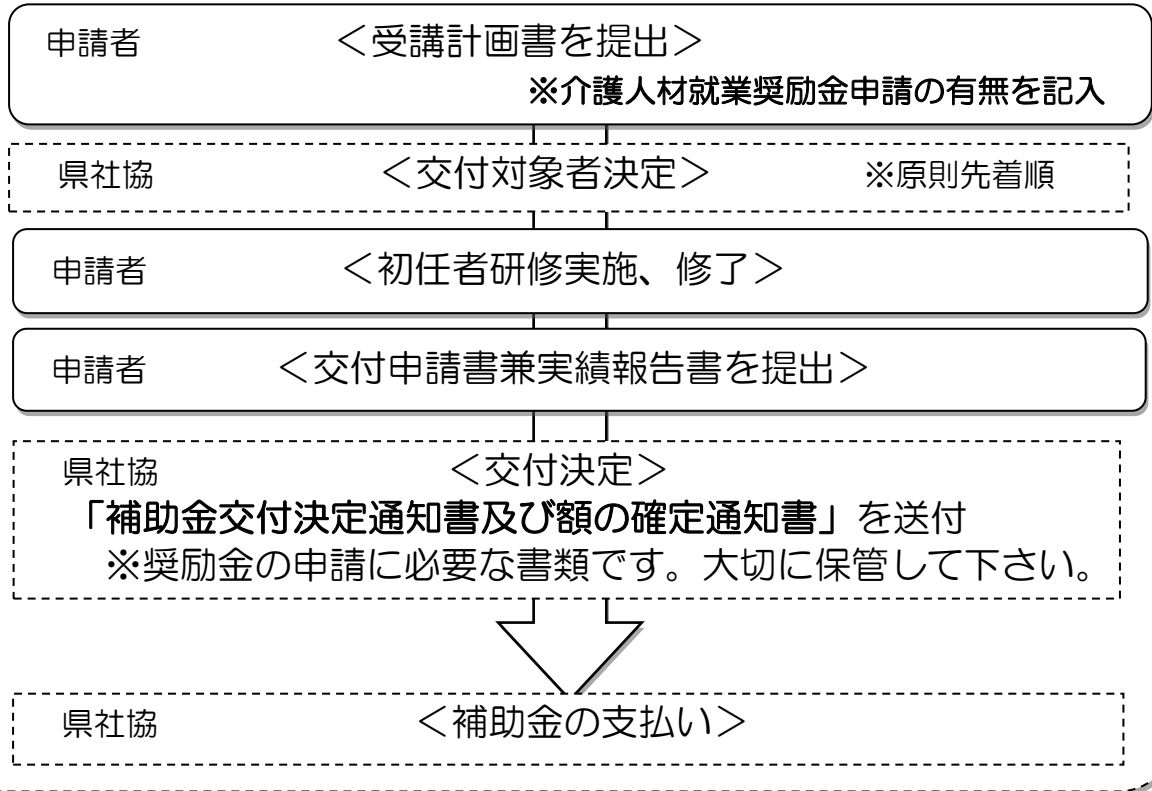 申請者 ＜受講計画書を提出＞
※介護人材就業奨励金申請の有無を記入
県社協 ＜交付対象者決定＞ ※原則先着順
申請者 ＜初任者研修実施、修了＞
申請者 ＜交付申請書兼実績報告書を提出＞
県社協 ＜交付決定＞
「補助金交付決定通知書及び額の確定通知書」を送付
※奨励金の申請に必要な書類です。大切に保管して下さい。
県社協 ＜補助金の支払い＞